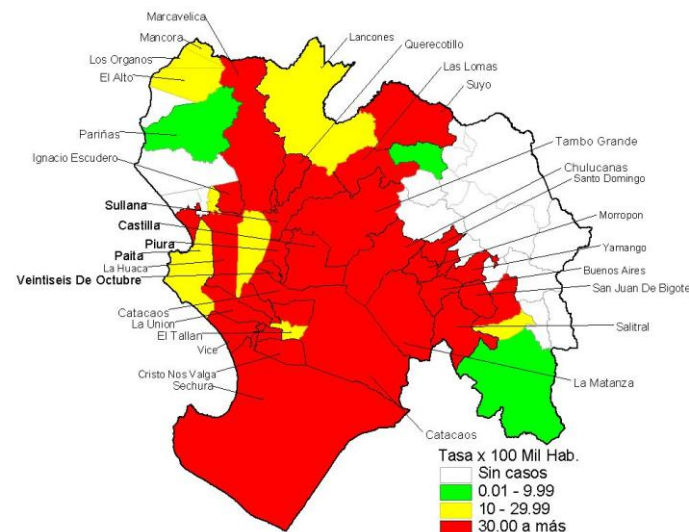 Marcavelica
Mancora
Los Organos
El Alto
Lancones
Querecotillo
Las Lomas
Suyo
Pariñas
Ignacio Escudero
Tambo Grande
Chulucanas
Santo Domingo
Sullana
Castilla
Piura
Paita
La Huaca
Veintiseis De Octubre
Morropon
Yamango
Buenos Aires
San Juan De Bigote
Catacaos
La Union
El Tallan
Vice
Salitral
Cristo Nos Valga
Sechura
La Matanza
Catacaos
Tasa x 100 Mil Hab.
Sin casos
0.01 - 9.99
10 - 29.99
30.00 a más